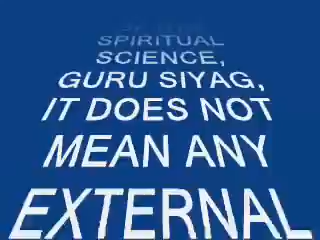 SPIRITUAL
SCIENCE,
GURU SIYAG,
IT DOES NOT
MEAN ANY
EXTERNAL